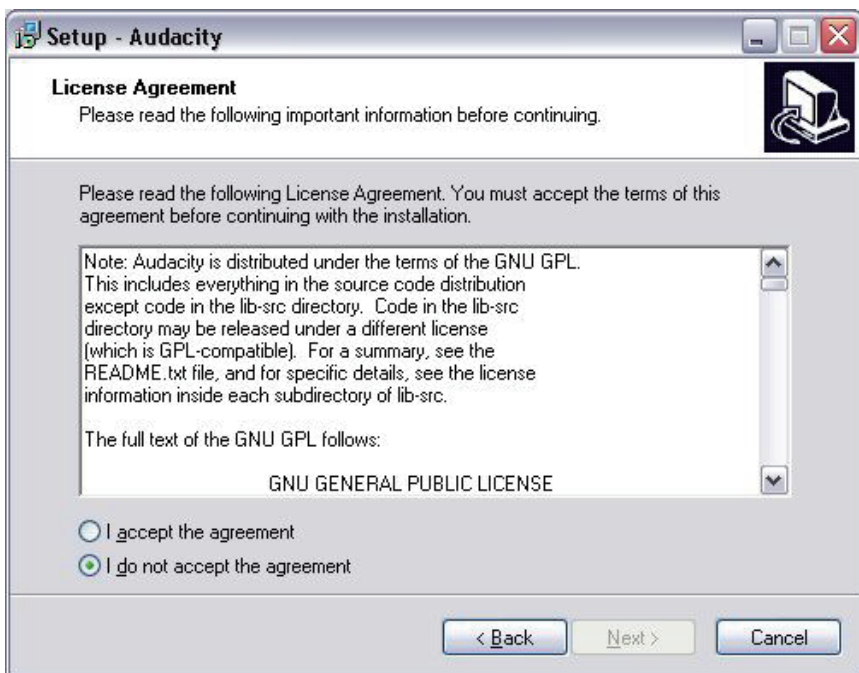 Setup - Audacity
License Agreement
Please read the following important information before continuing.
Please read the following License Agreement. You must accept the terms of this
agreement before continuing with the installation.
Note: Audacity is distributed under the terms of the GNU GPL.
This includes everything in the source code distribution
except code in the lib-src directory.  Code in the lib-src
directory may be released under a different license
(which is GPL-compatible).  For a summary, see the
README.txt file, and for specific details, see the license
information inside each subdirectory of lib-src.
The full text of the GNU GPL follows:
GNU GENERAL PUBLIC LICENSE
I accept the agreement
I do not accept the agreement
< Back
Next >
Cancel